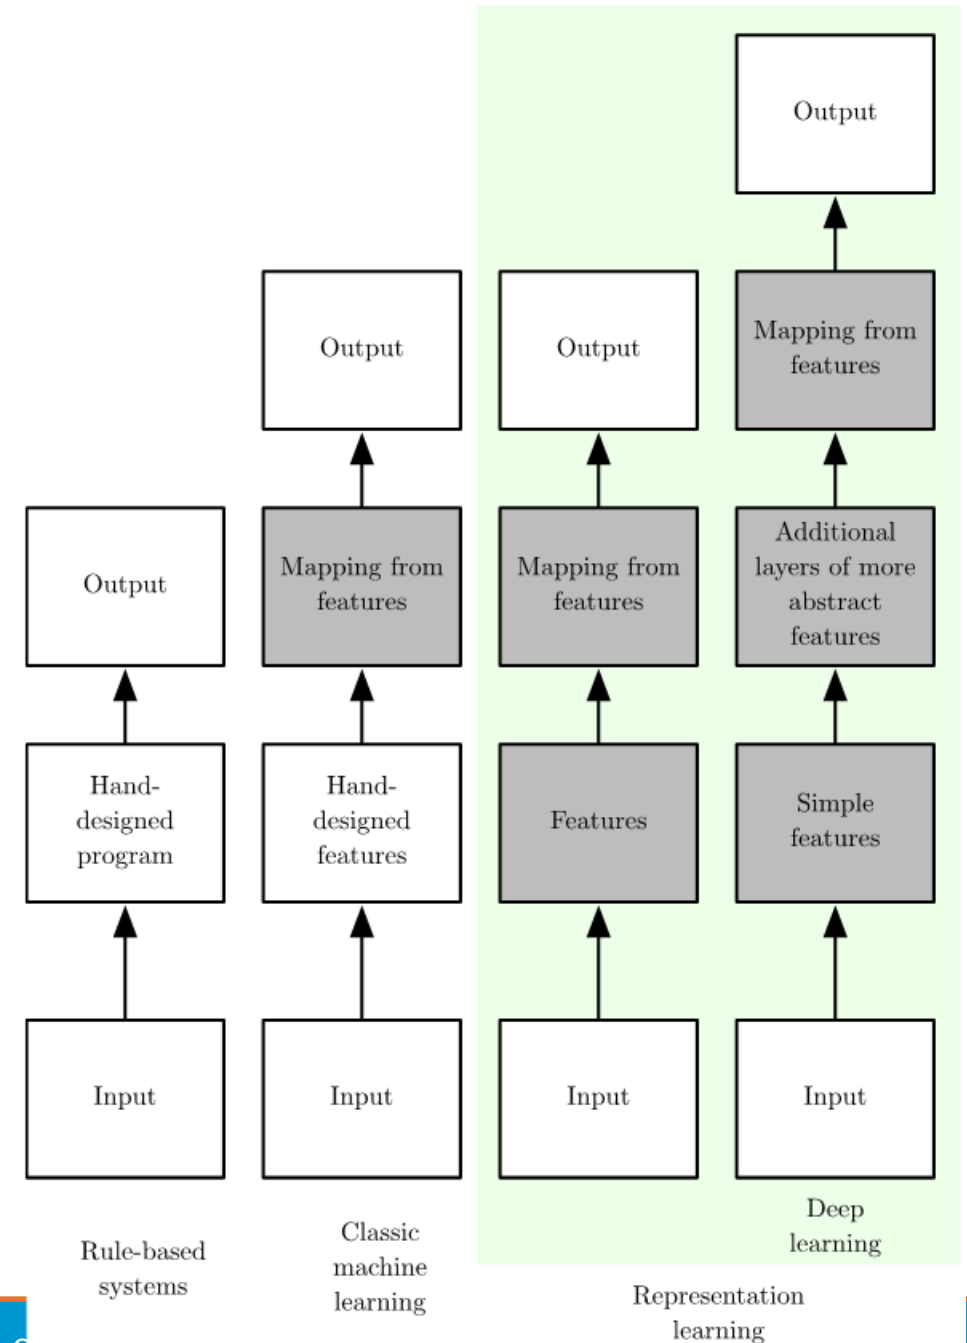 Output
Output
Output
Mapping from
features
Output
Mapping from
features
Mapping from
features
Additional
layers of more
abstract
features
Hand-
designed
program
Hand-
designed
features
Features
Simple
features
Input
Input
Input
Input
Rule-based
systems
Classic
machine
learning
Deep
learning
Representation
learning